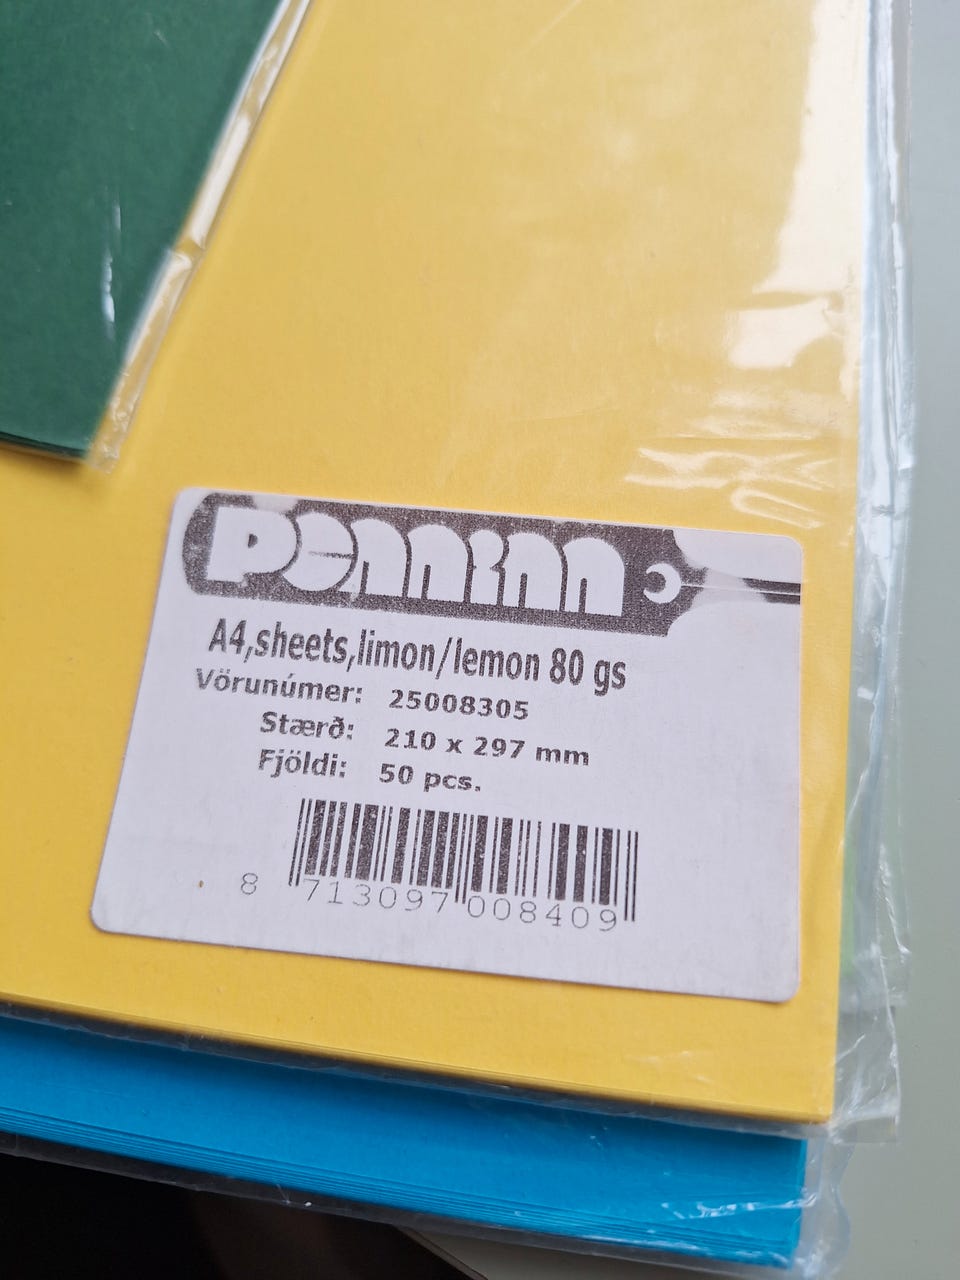 Penninn
A4,sheets,limon/lemon 80 gs
Vörunúmer: 25008305
Stærð: 210 x 297 mm
Fjöldi: 50 pcs.
8 713097 008409